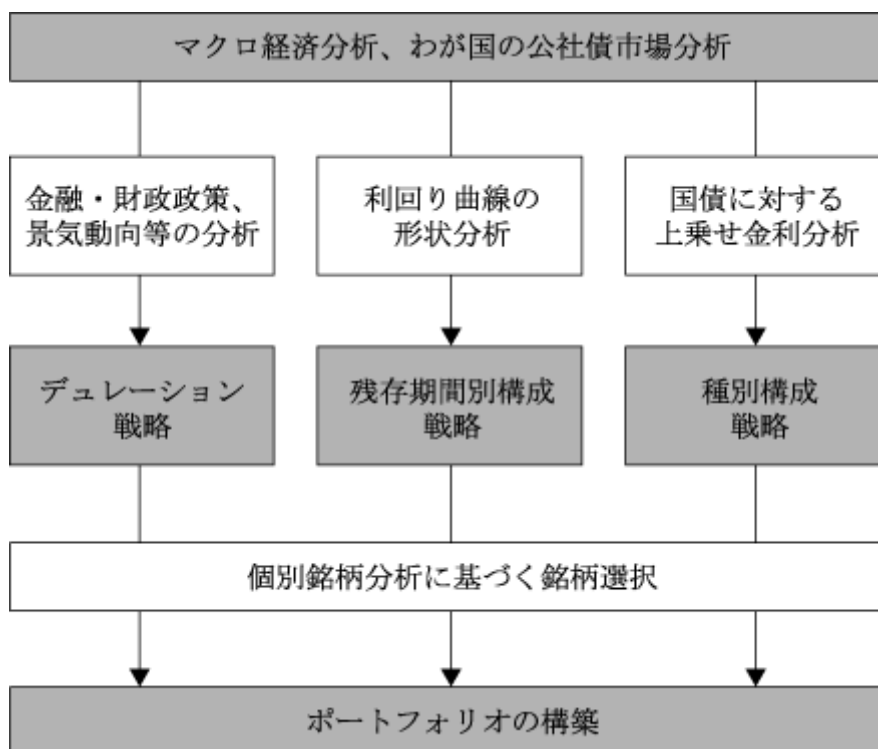 マクロ経済分析、わが国の公社債市場分析
金融・財政政策、
景気動向等の分析
利回り曲線の
形状分析
国債に対する
上乗せ金利分析
デュレーション
戦略
残存期間別構成
戦略
種別構成
戦略
個別銘柄分析に基づく銘柄選択
ポートフォリオの構築